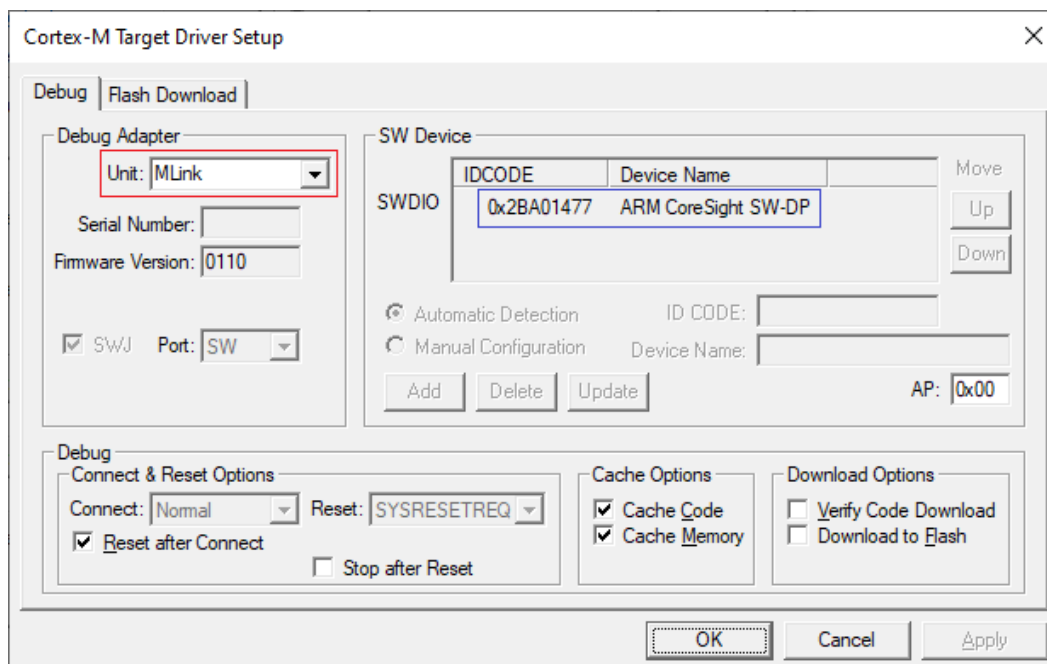 Cortex-M Target Driver Setup
Debug
Flash Download
Debug Adapter
Unit: MLink
Serial Number:
Firmware Version: 0110
SWJ Port: SW
SW Device
IDCODE Device Name
SWDIO
0x2BA01477 ARM CoreSight SW-DP
Move
Up
Down
Automatic Detection
ID CODE:
Manual Configuration
Device Name:
Add
Delete
Update
AP: 0x00
Debug
Connect & Reset Options
Connect: Normal
Reset: SYSRESETREQ
Reset after Connect
Stop after Reset
Cache Options
Cache Code
Cache Memory
Download Options
Verify Code Download
Download to Flash
OK
Cancel
Apply